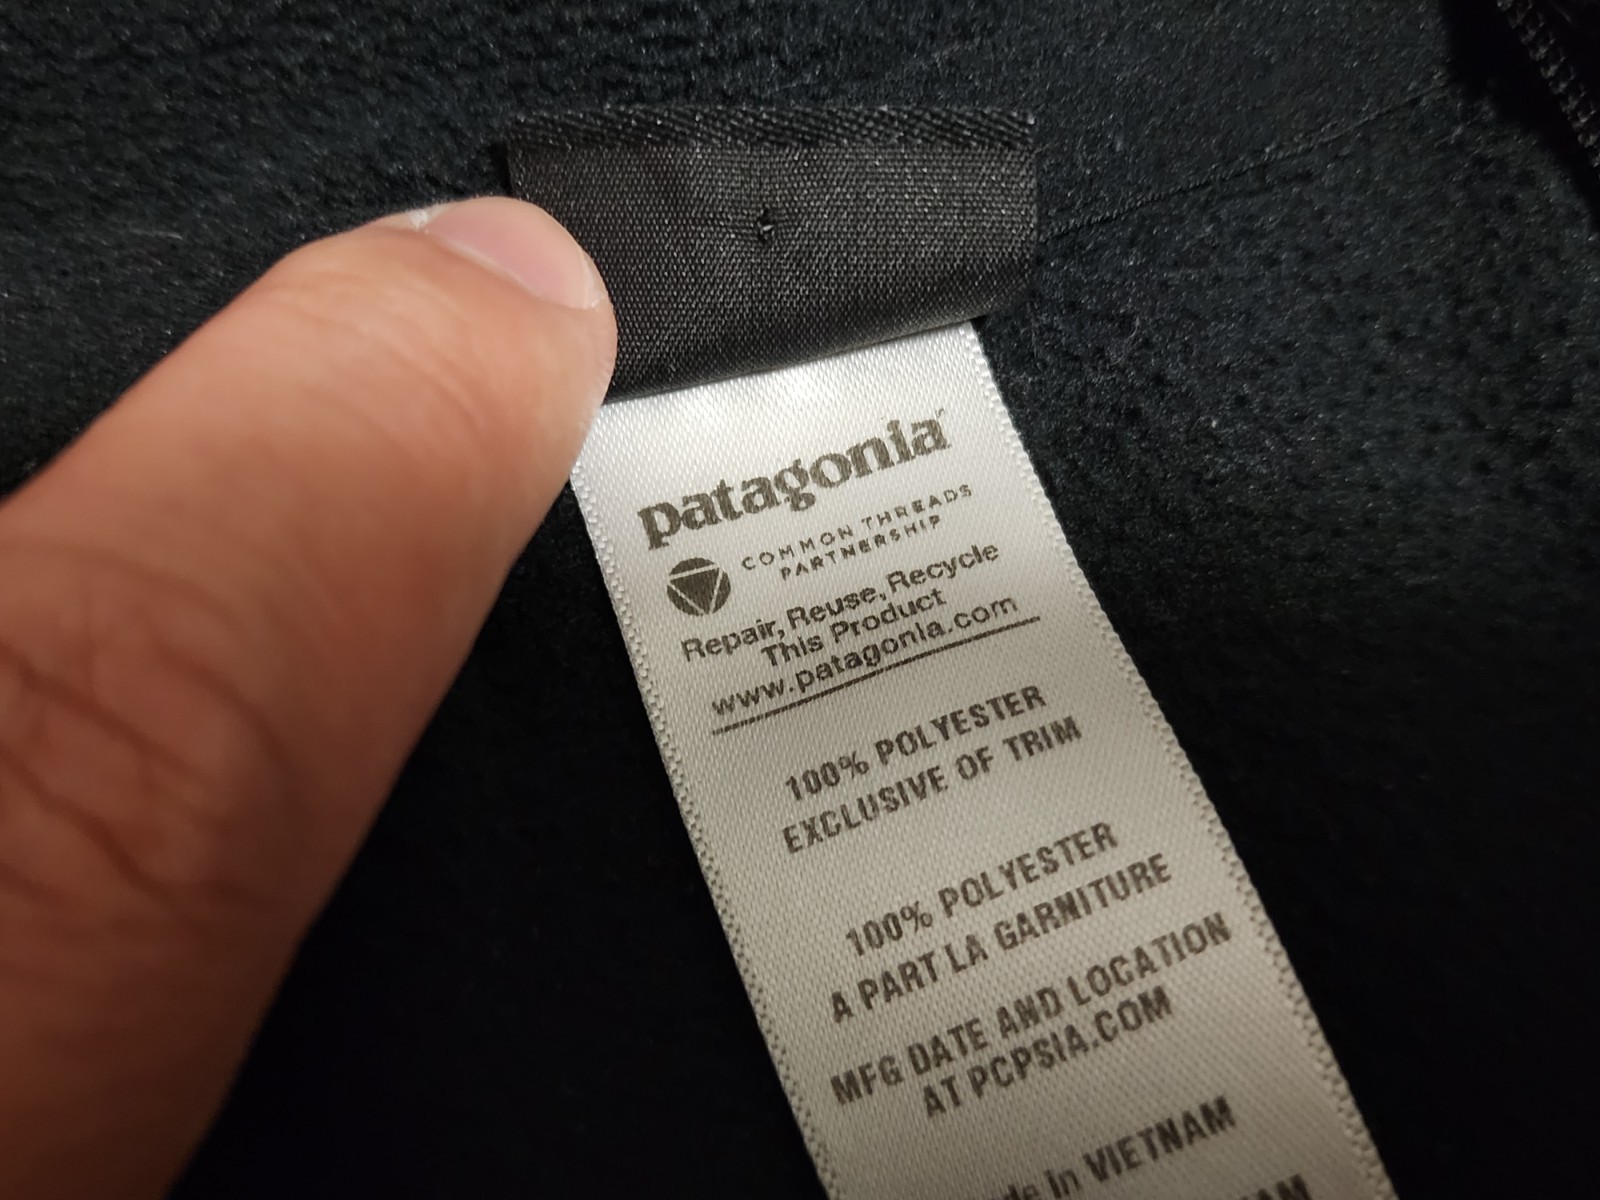 patagonia
COMMON THREADS
PARTNERSHIP
Repair, Reuse, Recycle
This Product
www.patagonia.com
100% POLYESTER
EXCLUSIVE OF TRIM
100% POLYESTER
A PART LA GARNITURE
MFG DATE AND LOCATION
AT PCPSIA.COM
in VIETNAM